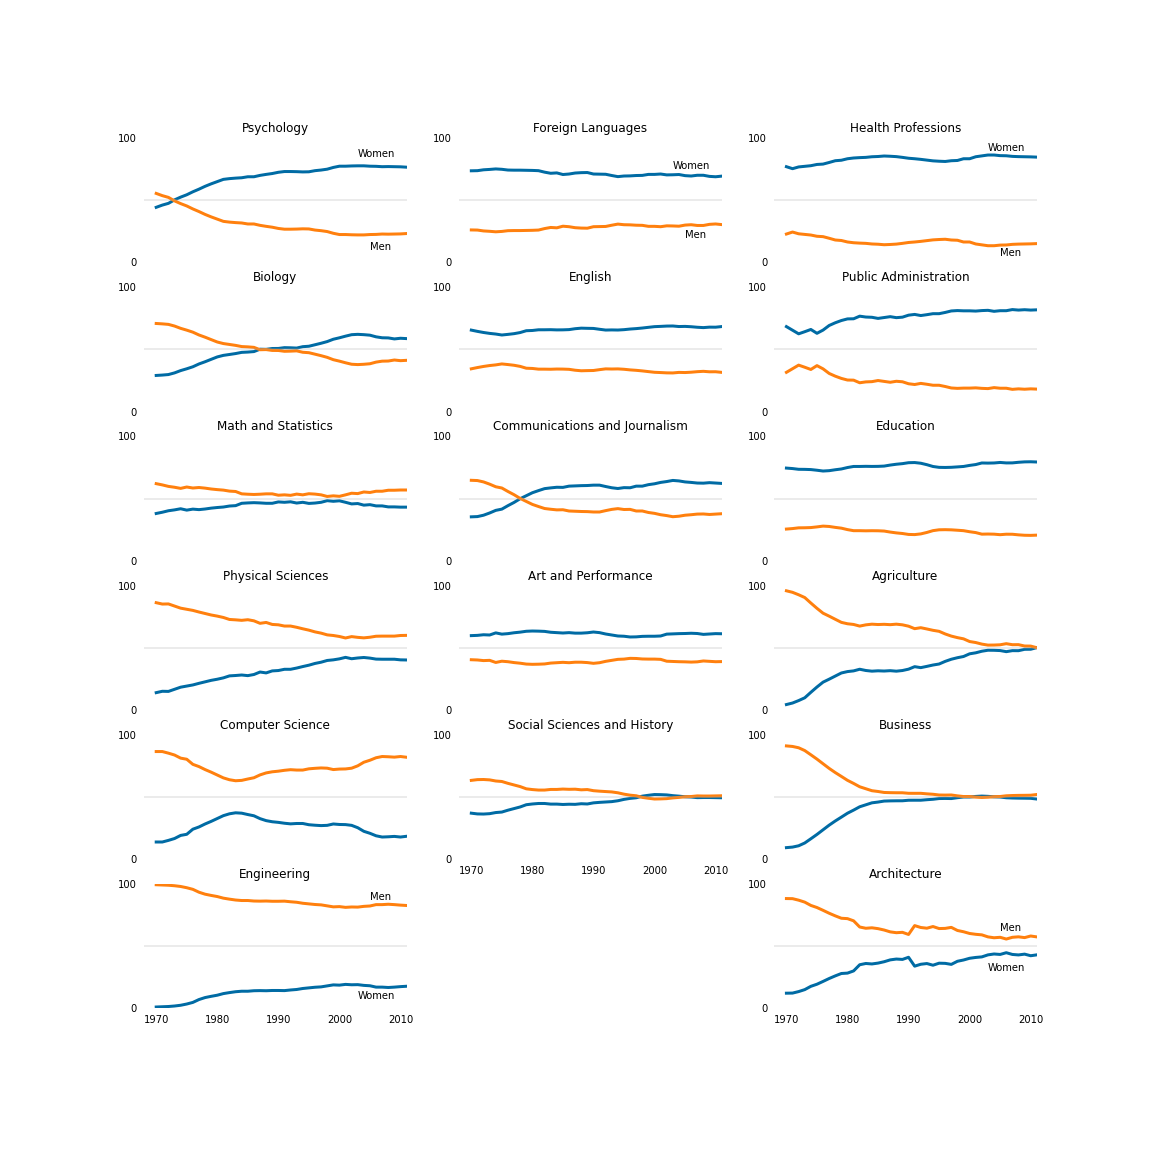 Psychology
100
Women
Men
0
Foreign Languages
100
Women
Men
0
Health Professions
100
Women
Men
0
Biology
100
0
English
100
0
Public Administration
100
0
Math and Statistics
100
0
Communications and Journalism
100
0
Education
100
0
Physical Sciences
100
0
Art and Performance
100
0
Agriculture
100
0
Computer Science
100
0
Social Sciences and History
100
0
1970 1980 1990 2000 2010
Business
100
0
Engineering
100
Men
Women
0
1970 1980 1990 2000 2010
Architecture
100
Men
Women
0
1970 1980 1990 2000 2010